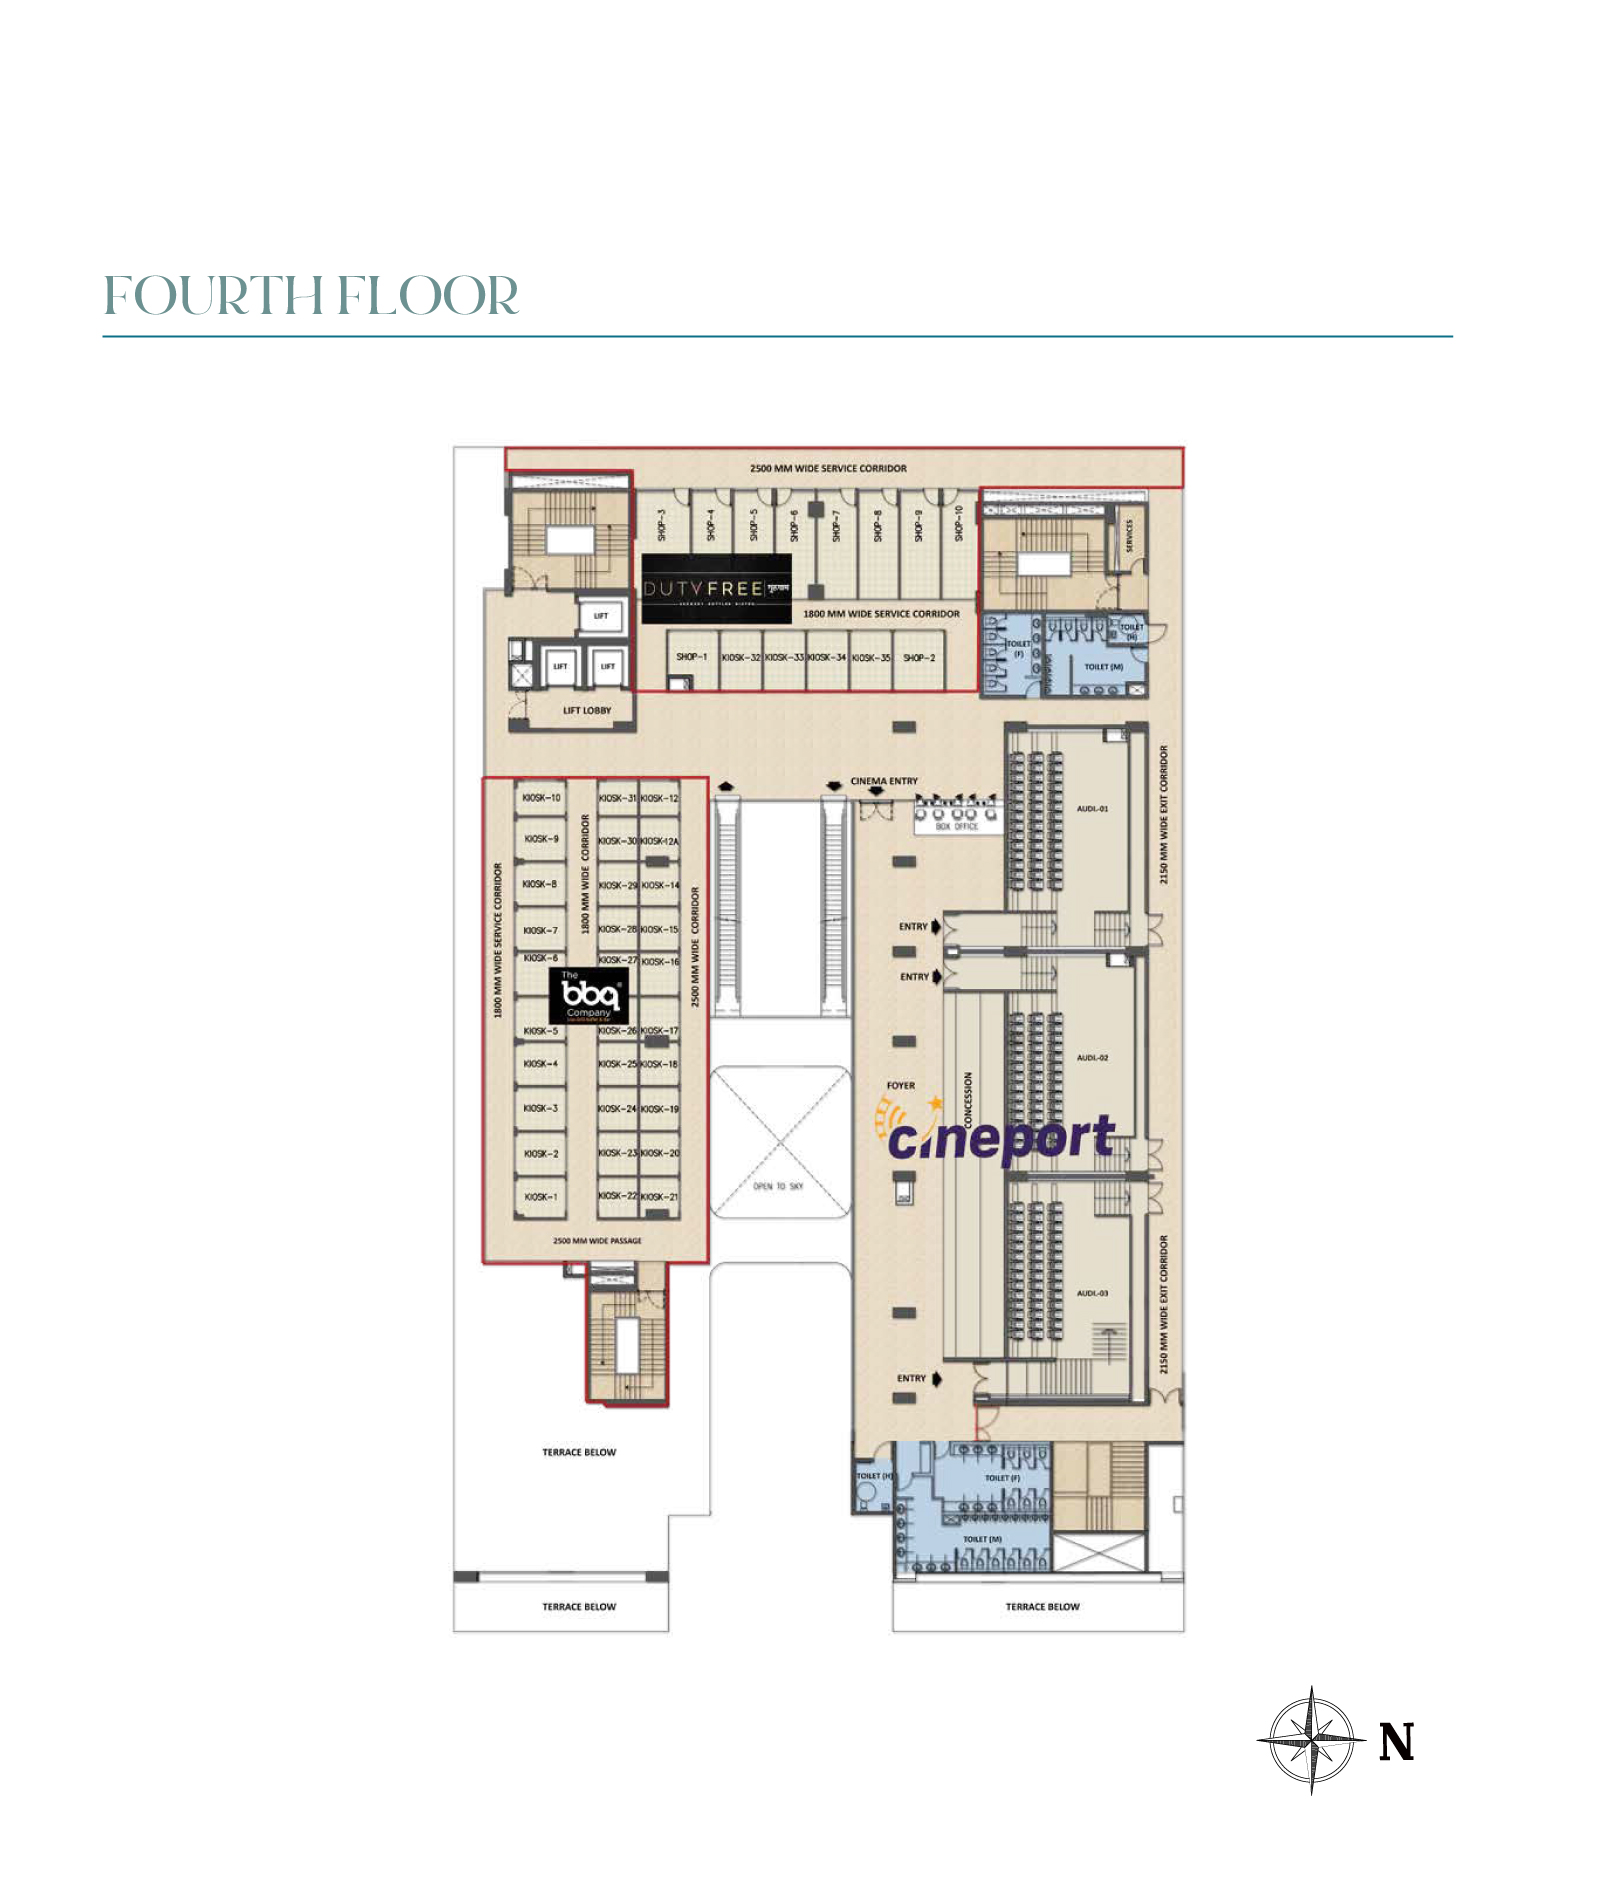 FOURTH FLOOR
2500 MM WIDE SERVICE CORRIDOR
SHOP-3
SHOP-4
SHOP-5
SHOP-6
SHOP-7
SHOP-8
SHOP-9
SHOP-10
SERVICES
DUTYFREE
1800 MM WIDE SERVICE CORRIDOR
LIFT
LIFT
LIFT
LIFT LOBBY
SHOP-1
KIOSK-32
KIOSK-33
KIOSK-34
KIOSK-35
SHOP-2
TOILET
(F)
TOILET
(H)
TOILET (M)
CINEMA ENTRY
BOX OFFICE
KIOSK-10
KIOSK-9
KIOSK-8
KIOSK-7
KIOSK-6
KIOSK-5
KIOSK-4
KIOSK-3
KIOSK-2
KIOSK-1
1800 MM WIDE SERVICE CORRIDOR
1800 MM WIDE CORRIDOR
KIOSK-31
KIOSK-30
KIOSK-29
KIOSK-28
KIOSK-27
KIOSK-26
KIOSK-25
KIOSK-24
KIOSK-23
KIOSK-22
KIOSK-12
KIOSK-12A
KIOSK-14
KIOSK-15
KIOSK-16
KIOSK-17
KIOSK-18
KIOSK-19
KIOSK-20
KIOSK-21
2500 MM WIDE CORRIDOR
The
bbq®
Company
2500 MM WIDE PASSAGE
OPEN TO SKY
ENTRY
ENTRY
FOYER
CONCESSION
cineport
ENTRY
AUDI.-01
AUDI.-02
AUDI.-03
2150 MM WIDE EXIT CORRIDOR
2150 MM WIDE EXIT CORRIDOR
TERRACE BELOW
TOILET (H)
TOILET (F)
TOILET (M)
TERRACE BELOW
TERRACE BELOW
N